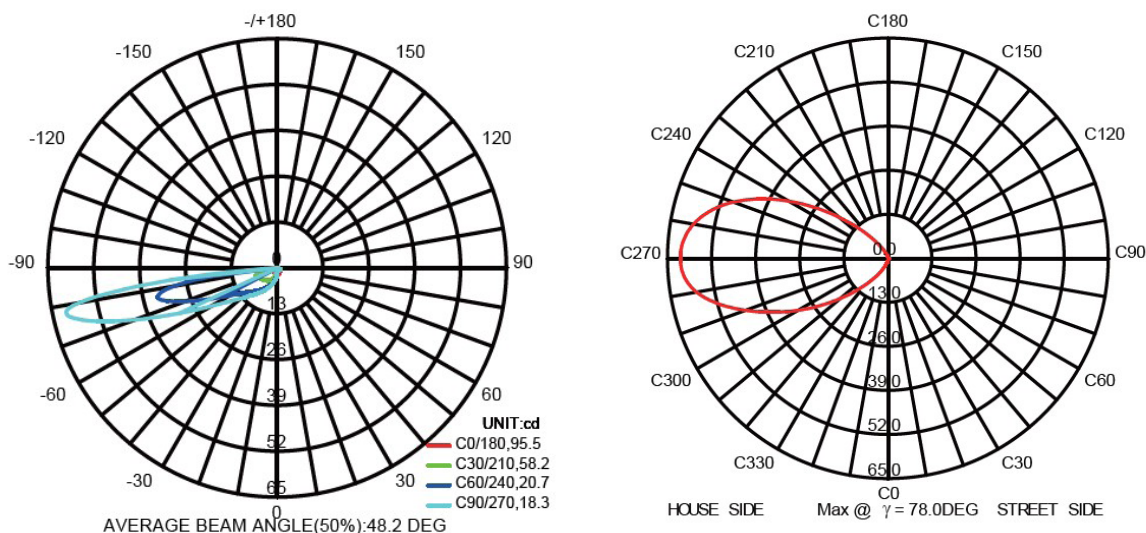 -/+180
-150
150
-120
120
-90
90
-60
60
-30
30
0
0
13
26
39
52
65
UNIT:cd
C0/180,95.5
C30/210,58.2
C60/240,20.7
C90/270,18.3
AVERAGE BEAM ANGLE(50%):48.2 DEG
C180
C210
C150
C240
C120
C270
C90
C300
C60
C330
C30
C0
0.0
13.0
26.0
39.0
52.0
65.0
HOUSE SIDE
Max @ γ = 78.0DEG
STREET SIDE